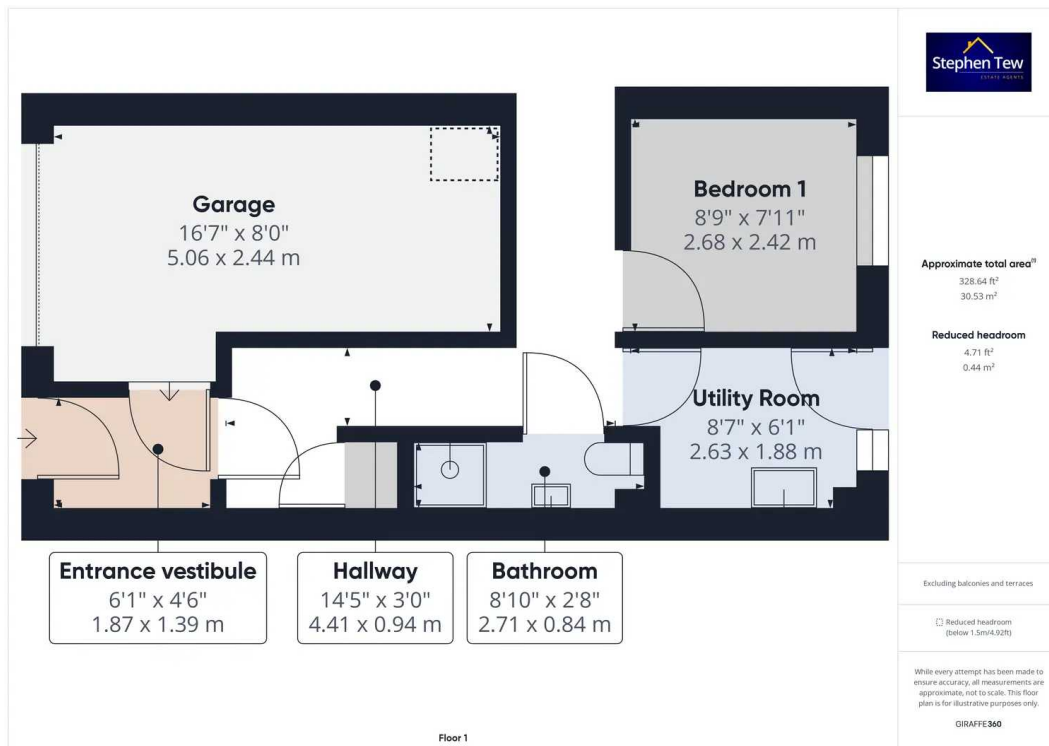 Stephen Tew
ESTATE AGENTS
Garage
16'7" x 8'0"
5.06 x 2.44 m
Bedroom 1
8'9" x 7'11"
2.68 x 2.42 m
Utility Room
8'7" x 6'1"
2.63 x 1.88 m
Entrance vestibule
6'1" x 4'6"
1.87 x 1.39 m
Hallway
14'5" x 3'0"
4.41 x 0.94 m
Bathroom
8'10" x 2'8"
2.71 x 0.84 m
Floor 1
Approximate total area⁽¹⁾
328.64 ft²
30.53 m²
Reduced headroom
4.71 ft²
0.44 m²
Excluding balconies and terraces
Reduced headroom
(below 1.5m/4.92ft)
While every attempt has been made to
ensure accuracy, all measurements are
approximate, not to scale. This floor
plan is for illustrative purposes only.
GIRAFFE360